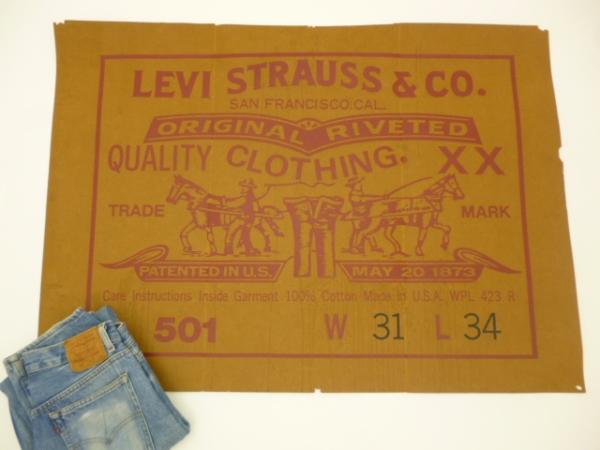 LEVI STRAUSS & CO.
SAN FRANCISCO, CAL.
ORIGINAL RIVETED
QUALITY CLOTHING. XX
TRADE MARK
PATENTED IN U.S. MAY 20 1873
Care Instructions Inside Garment 100% Cotton Made in U.S.A. WPL 423 R
501 W 31 L 34